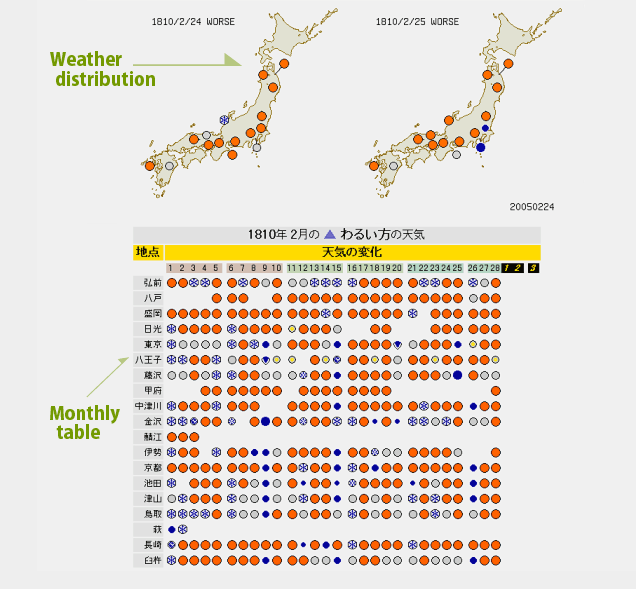 1810/2/24 WORSE
1810/2/25 WORSE
Weather
distribution
20050224
1810年 2月の ▲ わるい方の天気
地点 天気の変化
1 2 3 4 5 6 7 8 9 10 11 12 13 14 15 16 17 18 19 20 21 22 23 24 25 26 27 28 1 2 3
弘前
八戸
盛岡
日光
東京
八王子
藤沢
甲府
中津川
金沢
鯖江
伊勢
京都
池田
津山
鳥取
萩
長崎
臼杵
Monthly
table